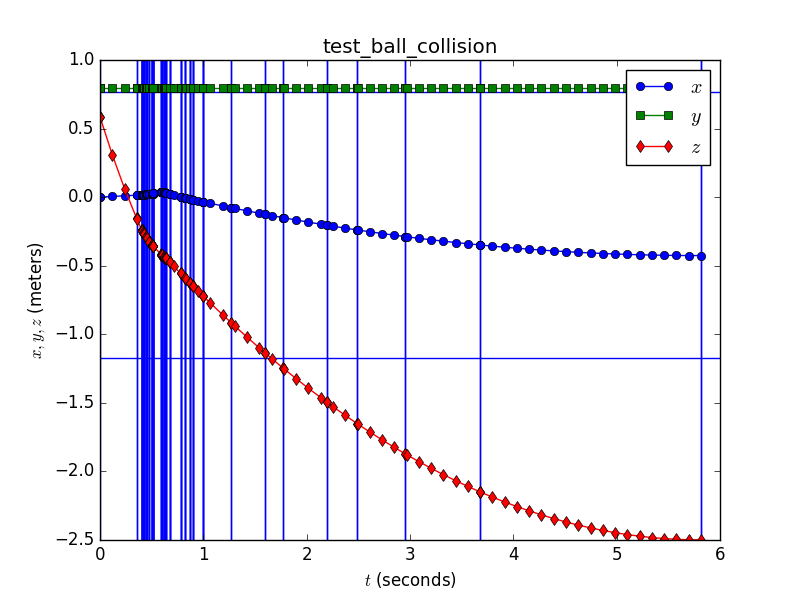 test_ball_collision
1.0
0.5
0.0
−0.5
−1.0
−1.5
−2.0
−2.5
x, y, z (meters)
x
y
z
0 1 2 3 4 5 6
t (seconds)